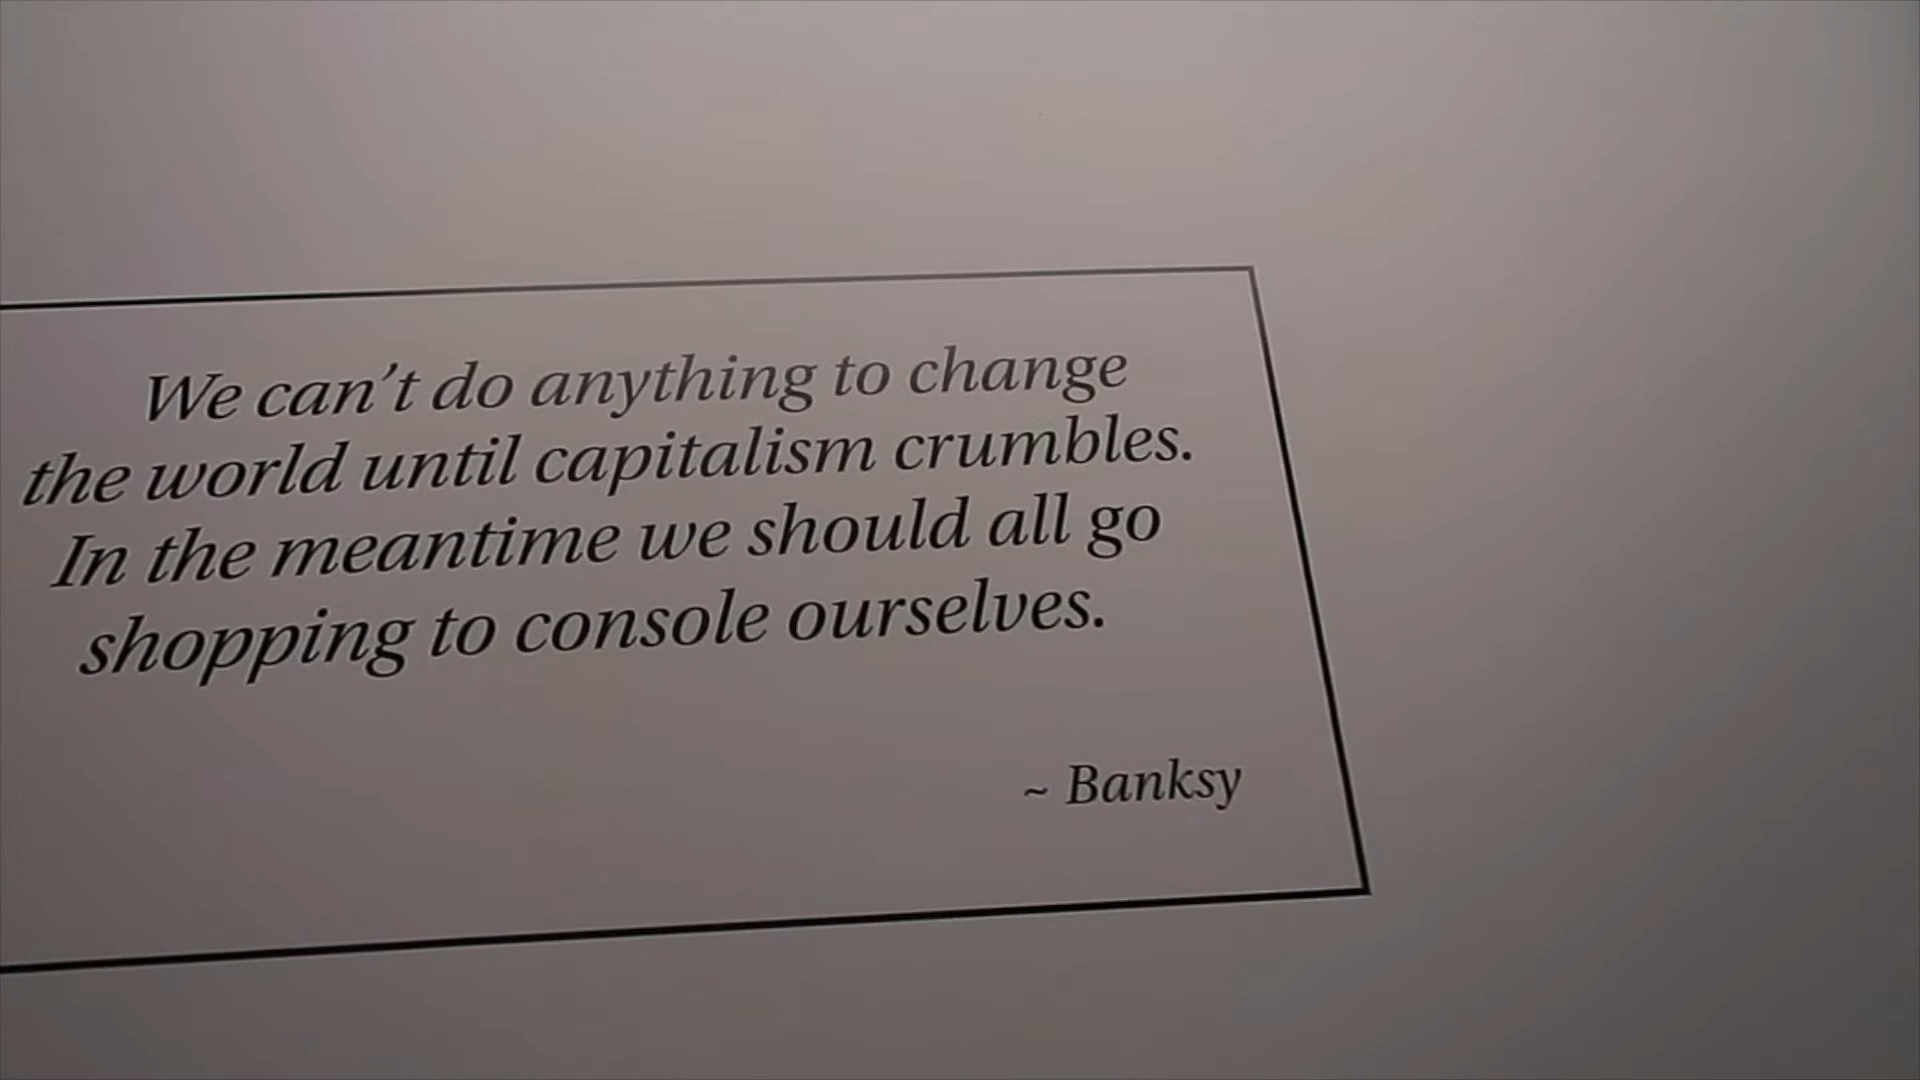 We can’t do anything to change
the world until capitalism crumbles.
In the meantime we should all go
shopping to console ourselves.
~ Banksy